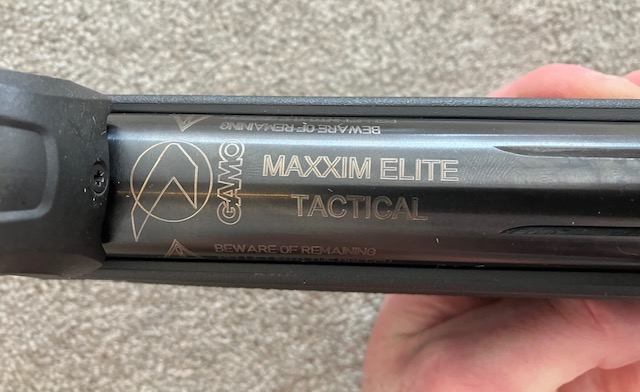 BEWARE OF REMAINING
GAMO
MAXXIM ELITE
TACTICAL
BEWARE OF REMAINING